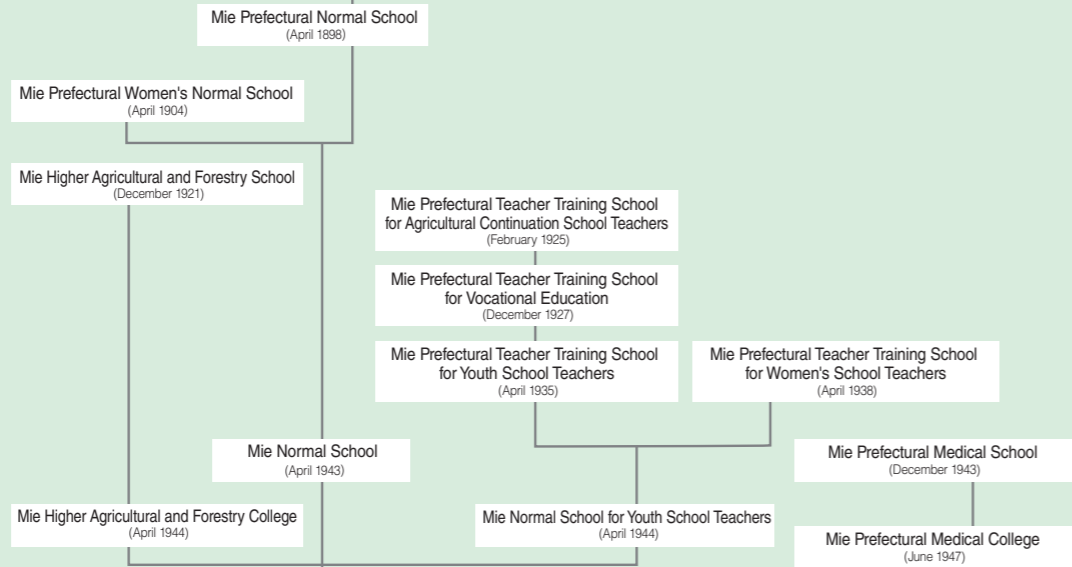 Mie Prefectural Normal School
(April 1898)
Mie Prefectural Women's Normal School
(April 1904)
Mie Higher Agricultural and Forestry School
(December 1921)
Mie Prefectural Teacher Training School
for Agricultural Continuation School Teachers
(February 1925)
Mie Prefectural Teacher Training School
for Vocational Education
(December 1927)
Mie Prefectural Teacher Training School
for Youth School Teachers
(April 1935)
Mie Prefectural Teacher Training School
for Women's School Teachers
(April 1938)
Mie Normal School
(April 1943)
Mie Prefectural Medical School
(December 1943)
Mie Higher Agricultural and Forestry College
(April 1944)
Mie Normal School for Youth School Teachers
(April 1944)
Mie Prefectural Medical College
(June 1947)